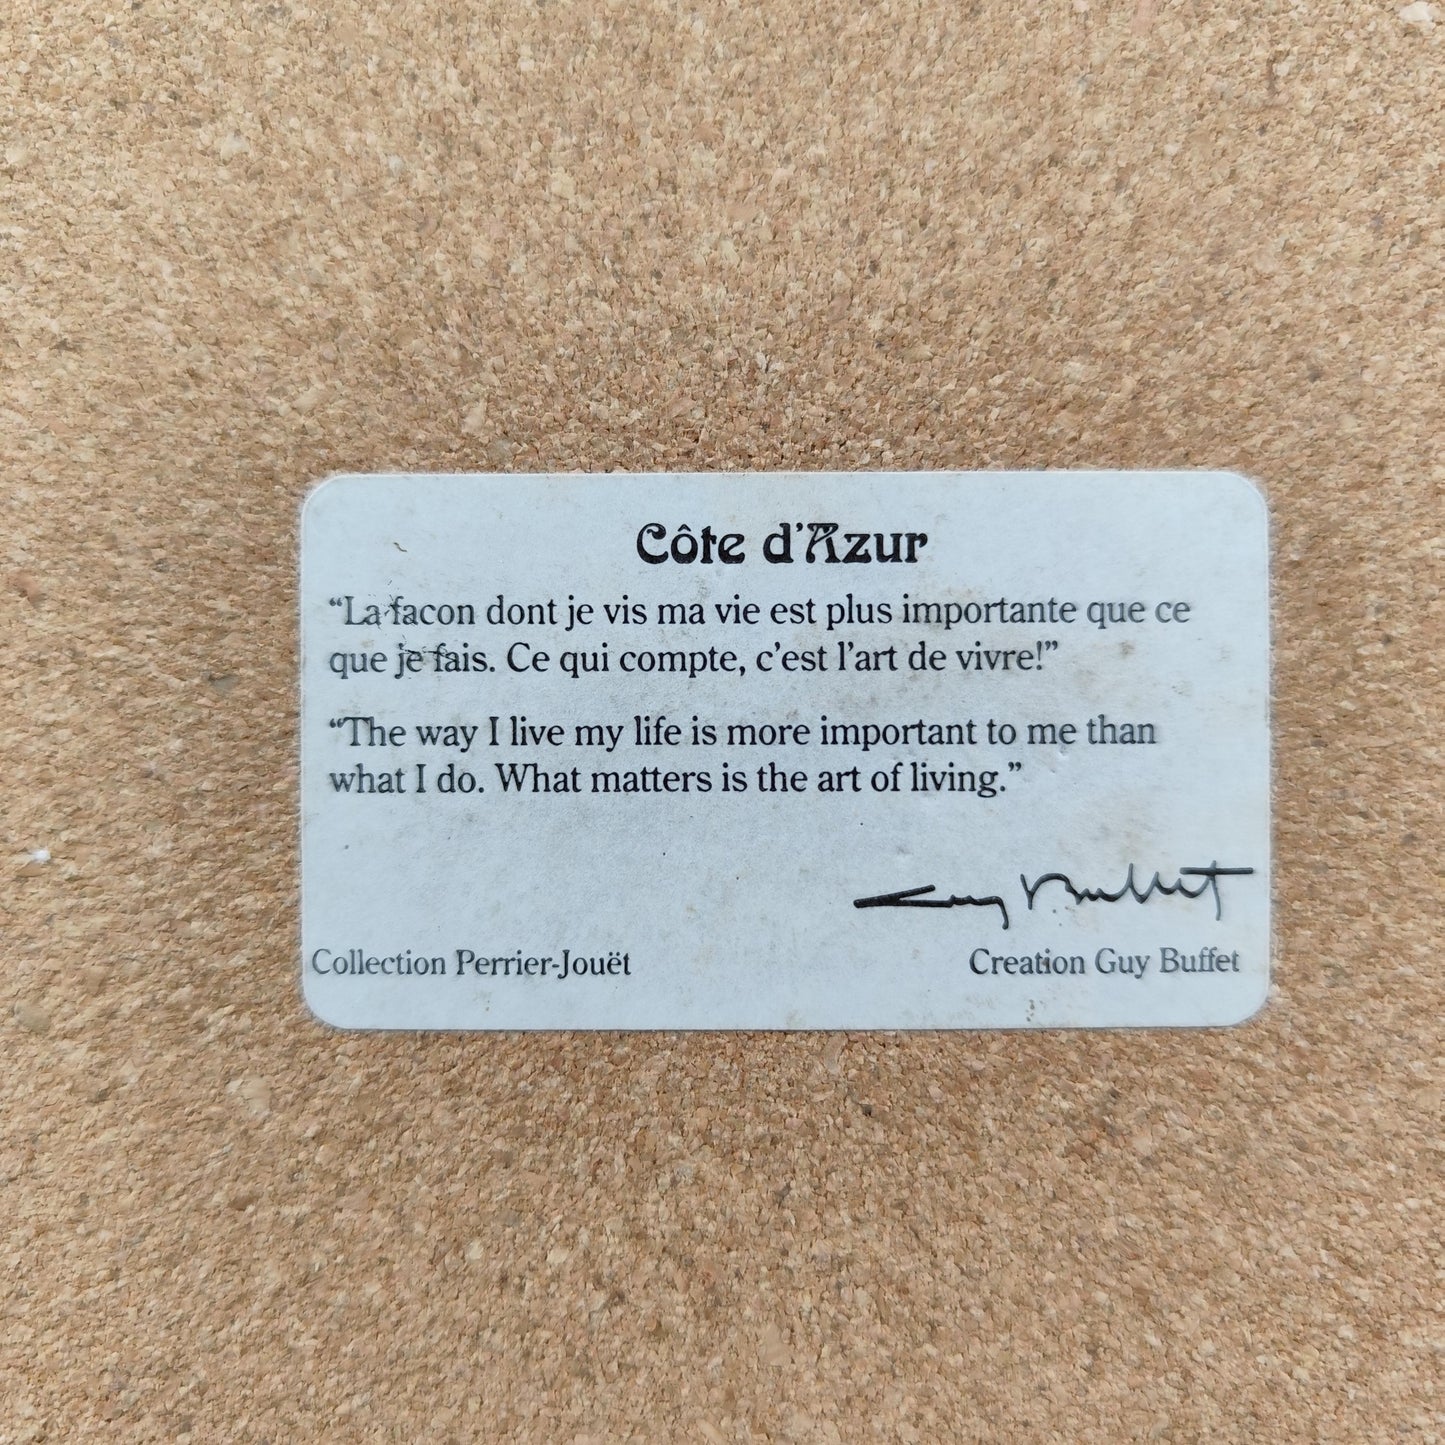 Côte d'Azur
“La facon dont je vis ma vie est plus importante que ce
que je fais. Ce qui compte, c’est l’art de vivre!”
“The way I live my life is more important to me than
what I do. What matters is the art of living.”
Guy Buffet
Collection Perrier-Jouët
Creation Guy Buffet